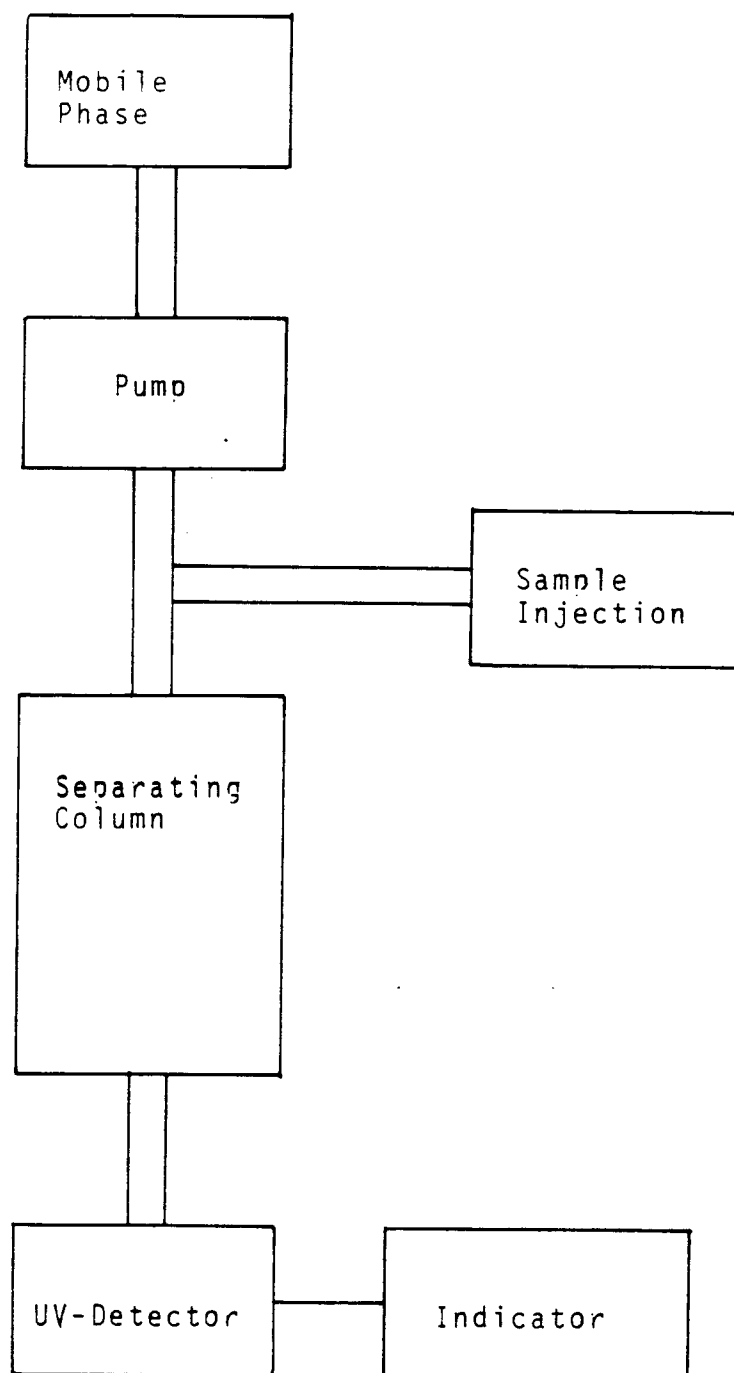 Mobile
Phase
Pump
Sample
Injection
Separating
Column
UV-Detector
Indicator